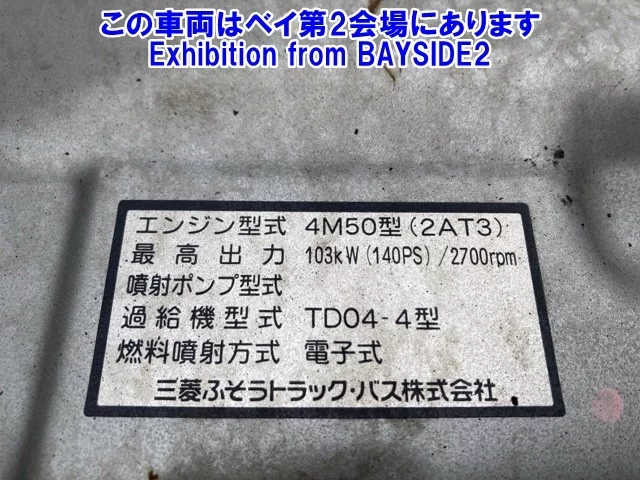 この車両はベイ第2会場にあります
Exhibition from BAYSIDE2
エンジン型式 4M50型(2AT3)
最高出力 103kW(140PS)/2700rpm
噴射ポンプ型式
過給機型式 TD04-4型
燃料噴射方式 電子式
三菱ふそうトラック・バス株式会社